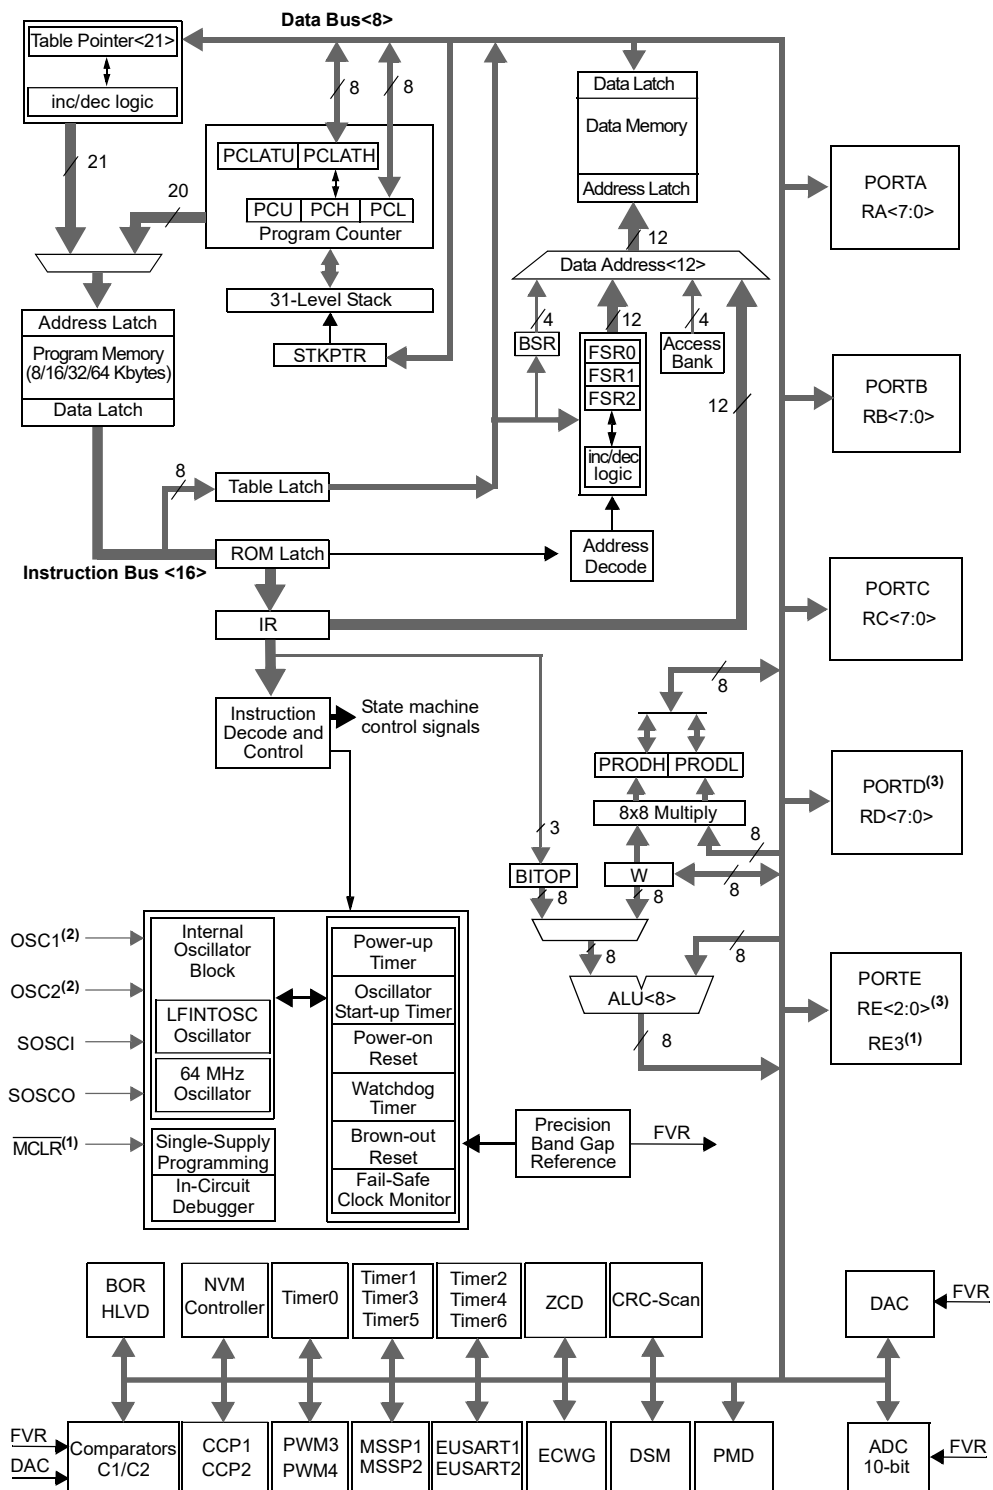 Data Bus<8>
Table Pointer<21>
inc/dec logic
21
20
8
8
PCLATU PCLATH
PCU PCH PCL
Program Counter
31-Level Stack
STKPTR
Address Latch
Program Memory
(8/16/32/64 Kbytes)
Data Latch
8
Table Latch
ROM Latch
Instruction Bus <16>
IR
Data Latch
Data Memory
Address Latch
12
Data Address<12>
4
12
4
BSR
FSR0
FSR1
FSR2
inc/dec
logic
Access
Bank
12
Address
Decode
PORTA
RA<7:0>
PORTB
RB<7:0>
PORTC
RC<7:0>
PORTD(3)
RD<7:0>
PORTE
RE<2:0>(3)
RE3(1)
Instruction
Decode and
Control
State machine
control signals
8
PRODH PRODL
8x8 Multiply
3
8
BITOP
W
8
8
8
8
8
ALU<8>
8
OSC1(2)
OSC2(2)
SOSCI
SOSCO
MCLR(1)
Internal
Oscillator
Block
LFINTOSC
Oscillator
64 MHz
Oscillator
Single-Supply
Programming
In-Circuit
Debugger
Power-up
Timer
Oscillator
Start-up Timer
Power-on
Reset
Watchdog
Timer
Brown-out
Reset
Fail-Safe
Clock Monitor
Precision
Band Gap
Reference
FVR
BOR
HLVD
NVM
Controller
Timer0
Timer1
Timer3
Timer5
Timer2
Timer4
Timer6
ZCD
CRC-Scan
DAC
FVR
FVR
DAC
Comparators
C1/C2
CCP1
CCP2
PWM3
PWM4
MSSP1
MSSP2
EUSART1
EUSART2
ECWG
DSM
PMD
ADC
10-bit
FVR